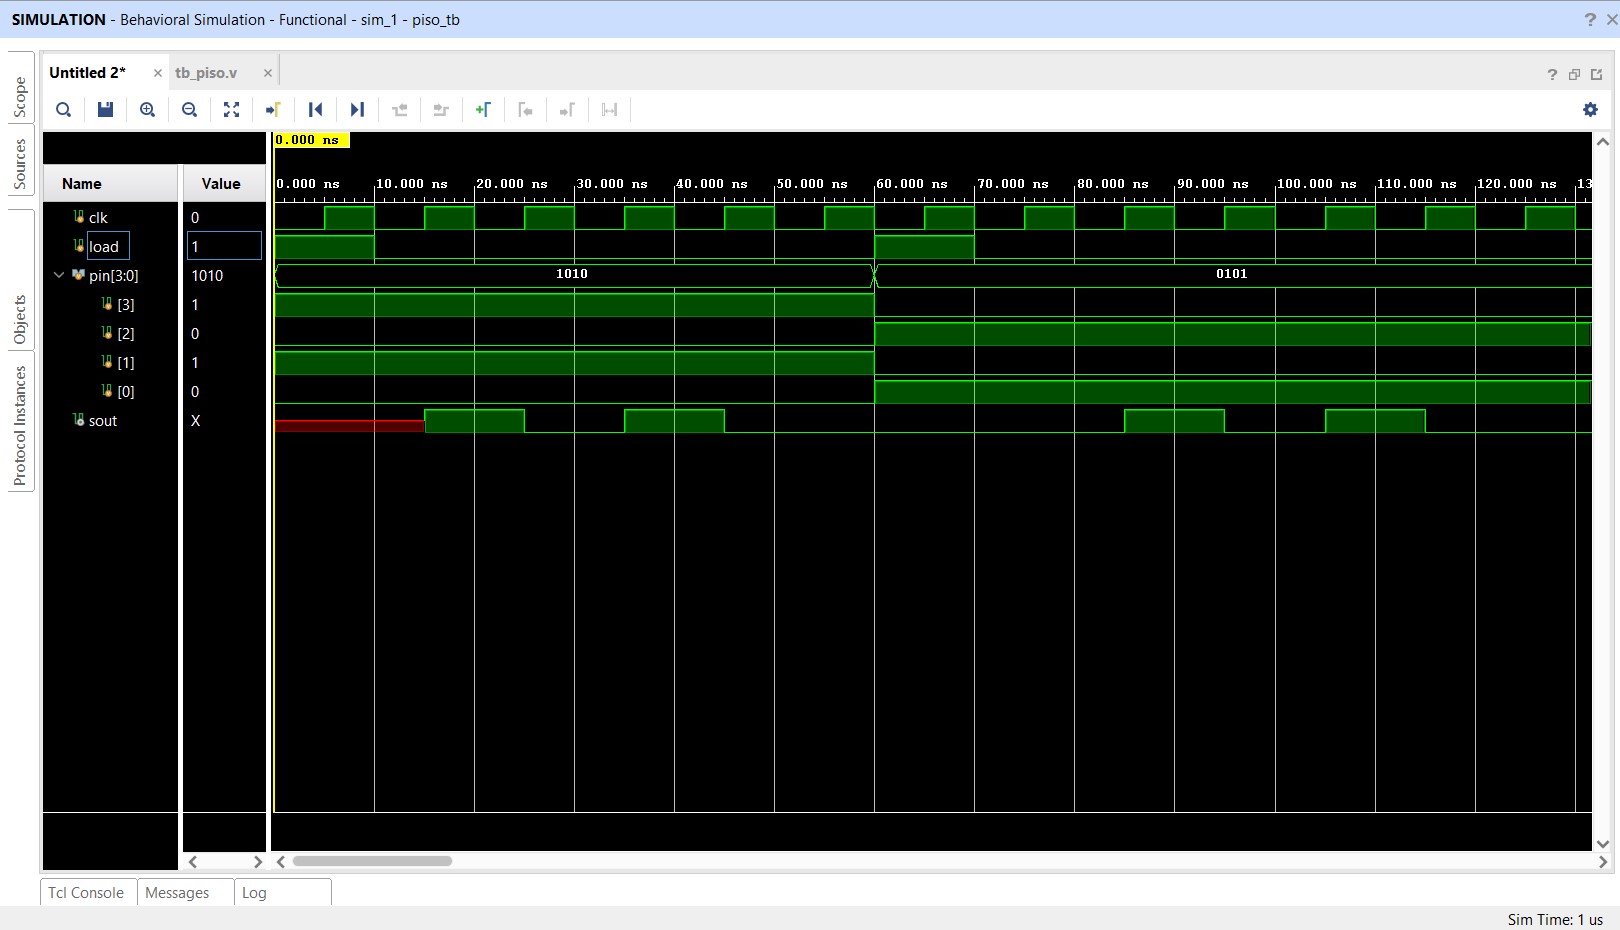 SIMULATION - Behavioral Simulation - Functional - sim_1 - piso_tb
? ×
Scope
Sources
Objects
Protocol Instances
Untitled 2* ×
tb_piso.v ×
?
0.000 ns
Name
Value
0.000 ns 10.000 ns 20.000 ns 30.000 ns 40.000 ns 50.000 ns 60.000 ns 70.000 ns 80.000 ns 90.000 ns 100.000 ns 110.000 ns 120.000 ns 13
clk 0
load 1
pin[3:0] 1010 1010 0101
[3] 1
[2] 0
[1] 1
[0] 0
sout X
Tcl Console
Messages
Log
Sim Time: 1 us